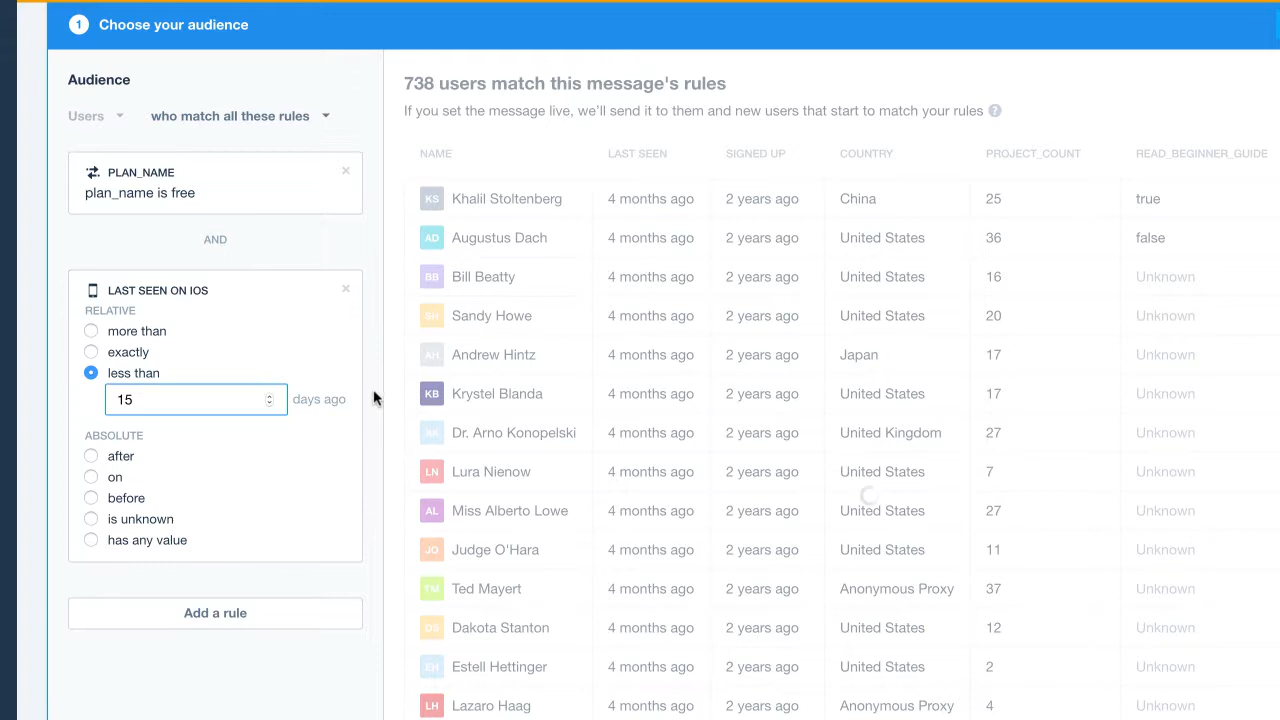 1 Choose your audience
Audience
Users who match all these rules
PLAN_NAME
plan_name is free
AND
LAST SEEN ON IOS
RELATIVE
more than
exactly
less than
15 days ago
ABSOLUTE
after
on
before
is unknown
has any value
Add a rule
738 users match this message's rules
If you set the message live, we'll send it to them and new users that start to match your rules ?
NAME LAST SEEN SIGNED UP COUNTRY PROJECT_COUNT READ_BEGINNER_GUIDE
KS Khalil Stoltenberg 4 months ago 2 years ago China 25 true
AD Augustus Dach 4 months ago 2 years ago United States 36 false
BB Bill Beatty 4 months ago 2 years ago United States 16 Unknown
SH Sandy Howe 4 months ago 2 years ago United States 20 Unknown
AH Andrew Hintz 4 months ago 2 years ago Japan 17 Unknown
KB Krystel Blanda 4 months ago 2 years ago United States 17 Unknown
AK Dr. Arno Konopelski 4 months ago 2 years ago United Kingdom 27 Unknown
LN Lura Nienow 4 months ago 2 years ago United States 7 Unknown
AL Miss Alberto Lowe 4 months ago 2 years ago United States 27 Unknown
JO Judge O'Hara 4 months ago 2 years ago United States 11 Unknown
TM Ted Mayert 4 months ago 2 years ago Anonymous Proxy 37 Unknown
DS Dakota Stanton 4 months ago 2 years ago United States 12 Unknown
EH Estell Hettinger 4 months ago 2 years ago United States 2 Unknown
LH Lazaro Haag 4 months ago 2 years ago Anonymous Proxy 4 Unknown